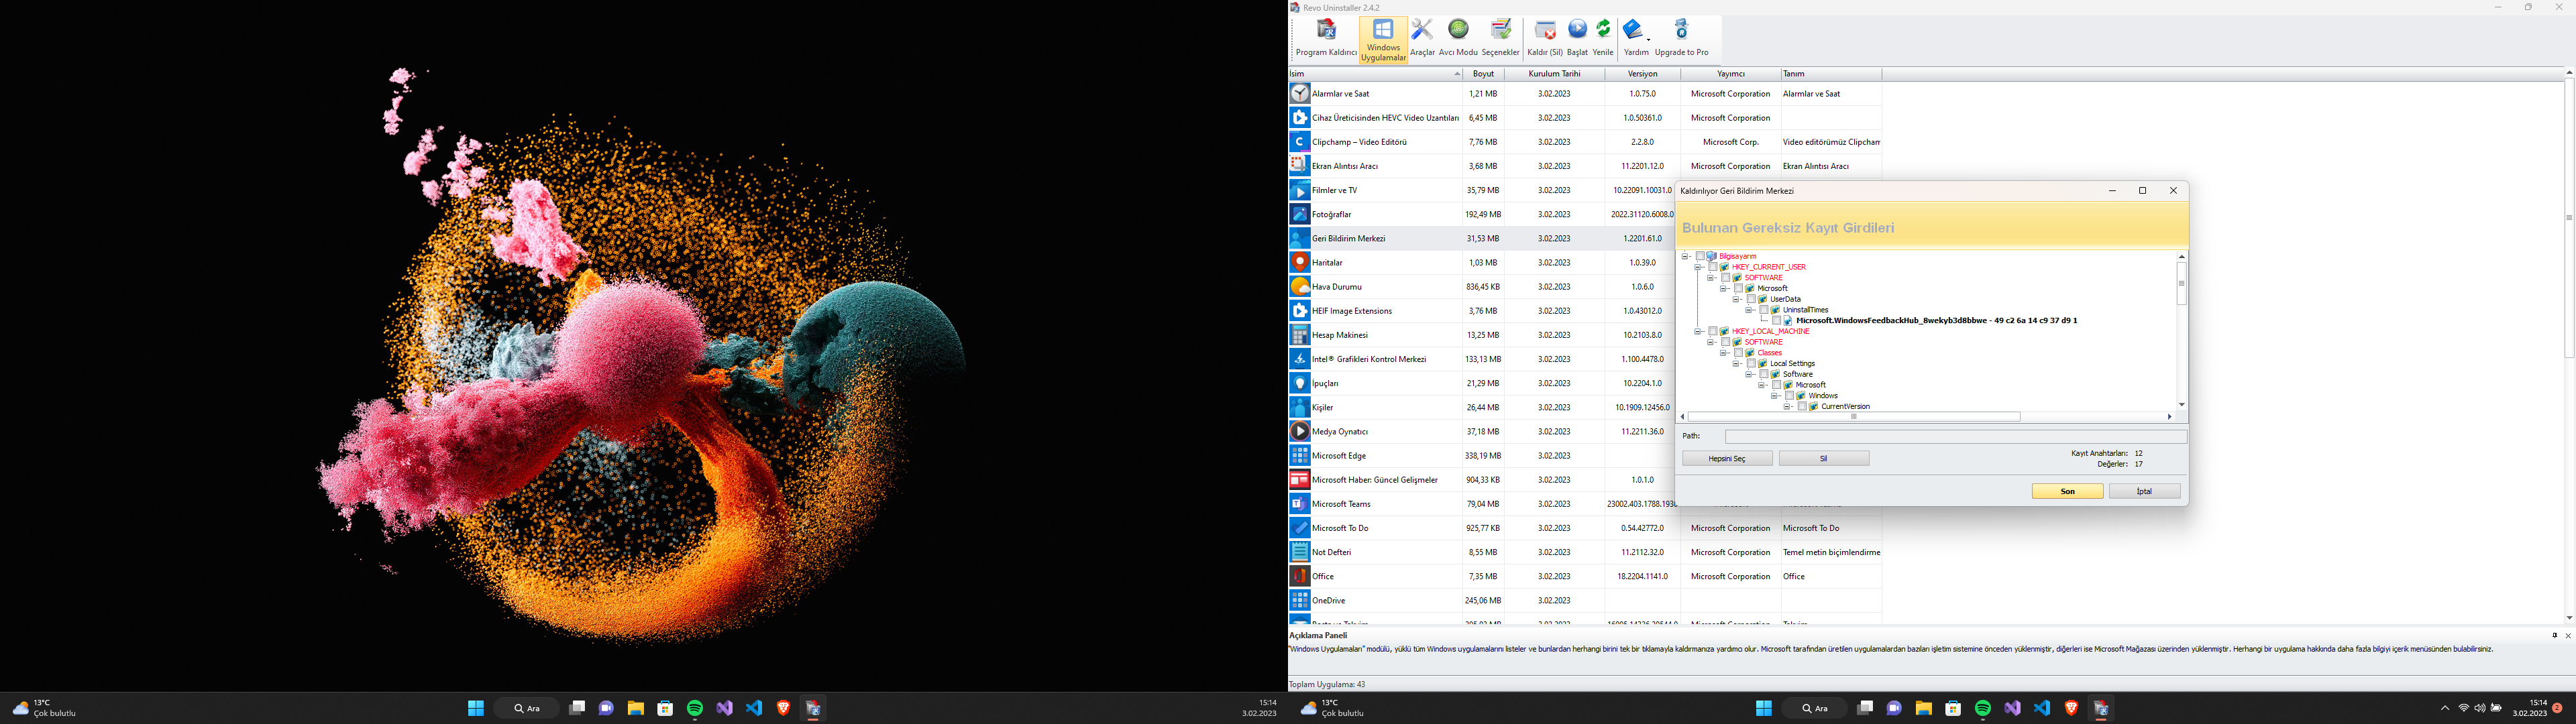 Revo Uninstaller 2.4.2
Program Kaldırıcı
Windows Uygulamalar
Araçlar
Avcı Modu
Seçenekler
Kaldır (Sil)
Başlat
Yenile
Yardım
Upgrade to Pro
İsim Boyut Kurulum Tarihi Versiyon Yayımcı Tanım
Alarmlar ve Saat 1,21 MB 3.02.2023 1.0.75.0 Microsoft Corporation Alarmlar ve Saat
Cihaz Üreticisinden HEVC Video Uzantıları 6,45 MB 3.02.2023 1.0.50361.0 Microsoft Corporation
Clipchamp – Video Editörü 7,76 MB 3.02.2023 2.2.8.0 Microsoft Corp. Video editörümüz Clipcham
Ekran Alıntısı Aracı 3,68 MB 3.02.2023 11.2201.12.0 Microsoft Corporation Ekran Alıntısı Aracı
Filmler ve TV 35,79 MB 3.02.2023 10.22091.10031.0
Fotoğraflar 192,49 MB 3.02.2023 2022.31120.6008.0
Geri Bildirim Merkezi 31,53 MB 3.02.2023 1.2201.61.0
Haritalar 1,03 MB 3.02.2023 1.0.39.0
Hava Durumu 836,45 KB 3.02.2023 1.0.6.0
HEIF Image Extensions 3,76 MB 3.02.2023 1.0.43012.0
Hesap Makinesi 13,25 MB 3.02.2023 10.2103.8.0
Intel® Grafikleri Kontrol Merkezi 133,13 MB 3.02.2023 1.100.4478.0
İpuçları 21,29 MB 3.02.2023 10.2204.1.0
Kişiler 26,44 MB 3.02.2023 10.1909.12456.0
Medya Oynatıcı 37,18 MB 3.02.2023 11.2211.36.0
Microsoft Edge 338,19 MB 3.02.2023
Microsoft Haber: Güncel Gelişmeler 904,33 KB 3.02.2023 1.0.1.0
Microsoft Teams 79,04 MB 3.02.2023 23002.403.1788.1930
Microsoft To Do 925,77 KB 3.02.2023 0.54.42772.0 Microsoft Corporation Microsoft To Do
Not Defteri 8,55 MB 3.02.2023 11.2112.32.0 Microsoft Corporation Temel metin biçimlendirme
Office 7,35 MB 3.02.2023 18.2204.1141.0 Microsoft Corporation Office
OneDrive 245,06 MB 3.02.2023
Kaldırılıyor Geri Bildirim Merkezi
Bulunan Gereksiz Kayıt Girdileri
Bilgisayarım
HKEY_CURRENT_USER
SOFTWARE
Microsoft
UserData
UninstallTimes
Microsoft.WindowsFeedbackHub_8wekyb3d8bbwe - 49 c2 6a 14 c9 37 d9 1
HKEY_LOCAL_MACHINE
SOFTWARE
Classes
Local Settings
Software
Microsoft
Windows
CurrentVersion
Path:
Hepsini Seç Sil
Kayıt Anahtarları: 12
Değerler: 17
Son İptal
Açıklama Paneli
"Windows Uygulamaları" modülü, yüklü tüm Windows uygulamalarını listeler ve bunlardan herhangi birini tek bir tıklamayla kaldırmanıza yardımcı olur. Microsoft tarafından üretilen uygulamalardan bazıları işletim sistemine önceden yüklenmiştir, diğerleri ise Microsoft Mağazası üzerinden yüklenmiştir. Herhangi bir uygulama hakkında daha fazla bilgiyi içerik menüsünden bulabilirsiniz.
Toplam Uygulama: 43
13°C
Çok bulutlu
Ara
15:14
3.02.2023
13°C
Çok bulutlu
Ara
15:14
3.02.2023
2